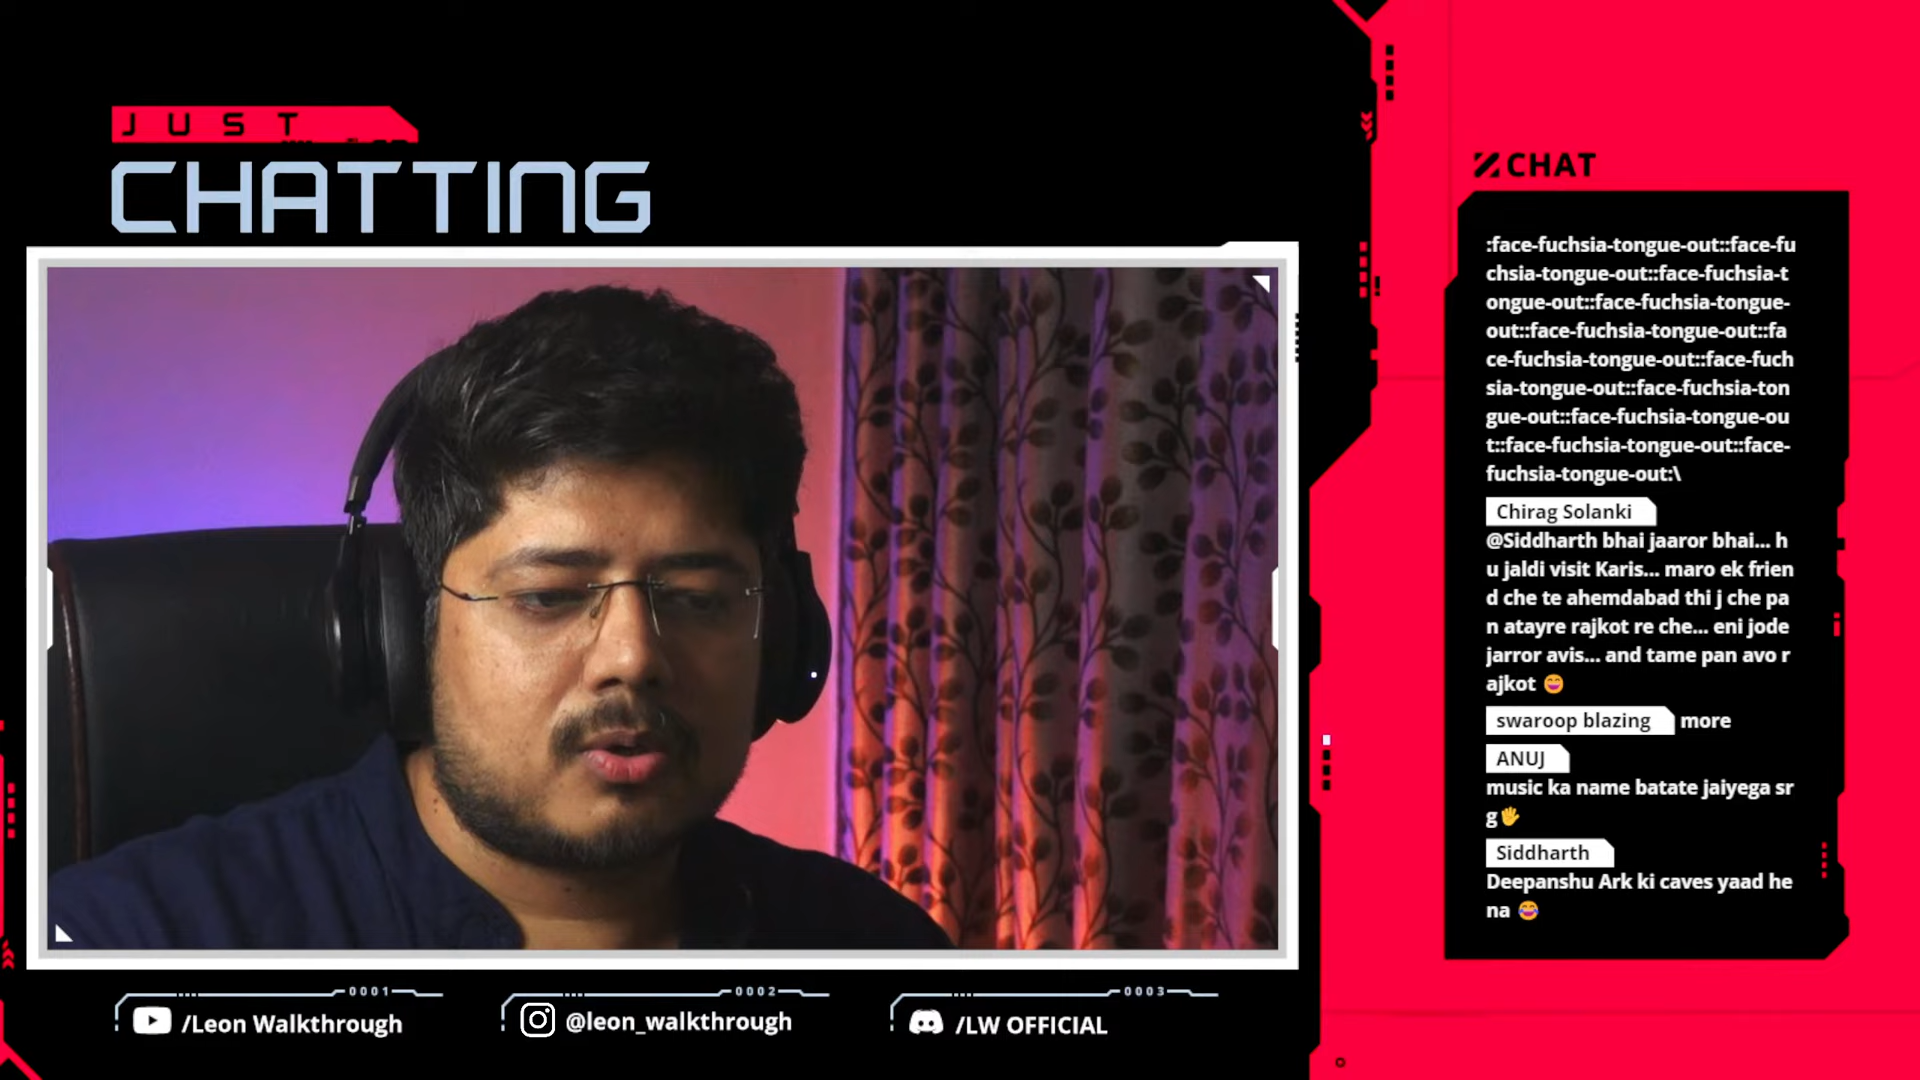 JUST
CHATTING
CHAT
:face-fuchsia-tongue-out::face-fu
chsia-tongue-out::face-fuchsia-t
ongue-out::face-fuchsia-tongue-
out::face-fuchsia-tongue-out::fa
ce-fuchsia-tongue-out::face-fuch
sia-tongue-out::face-fuchsia-ton
gue-out::face-fuchsia-tongue-ou
t::face-fuchsia-tongue-out::face-
fuchsia-tongue-out:\
Chirag Solanki
@Siddharth bhai jaaror bhai... h
u jaldi visit Karis... maro ek frien
d che te ahemdabad thi j che pa
n atayre rajkot re che... eni jode
jarror avis... and tame pan avo r
ajkot 😄
swaroop blazing more
ANUJ
music ka name batate jaiyega sr
g🖐
Siddharth
Deepanshu Ark ki caves yaad he
na 😂
0001
/Leon Walkthrough
0002
@leon_walkthrough
0003
/LW OFFICIAL